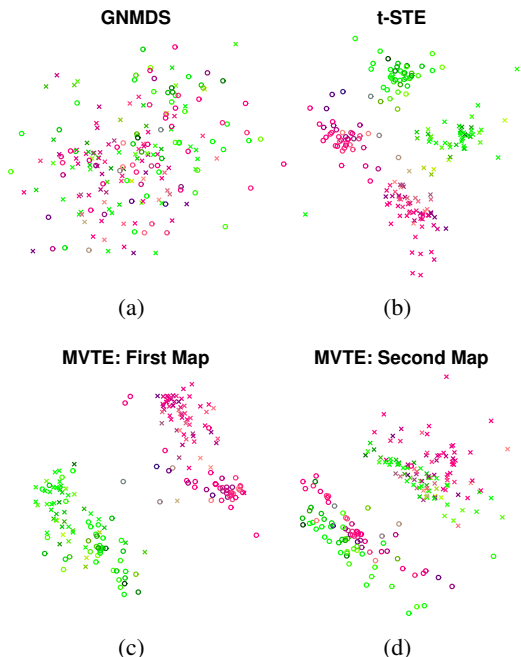 GNMDS
t-STE
(a)
(b)
MVTE: First Map
MVTE: Second Map
(c)
(d)